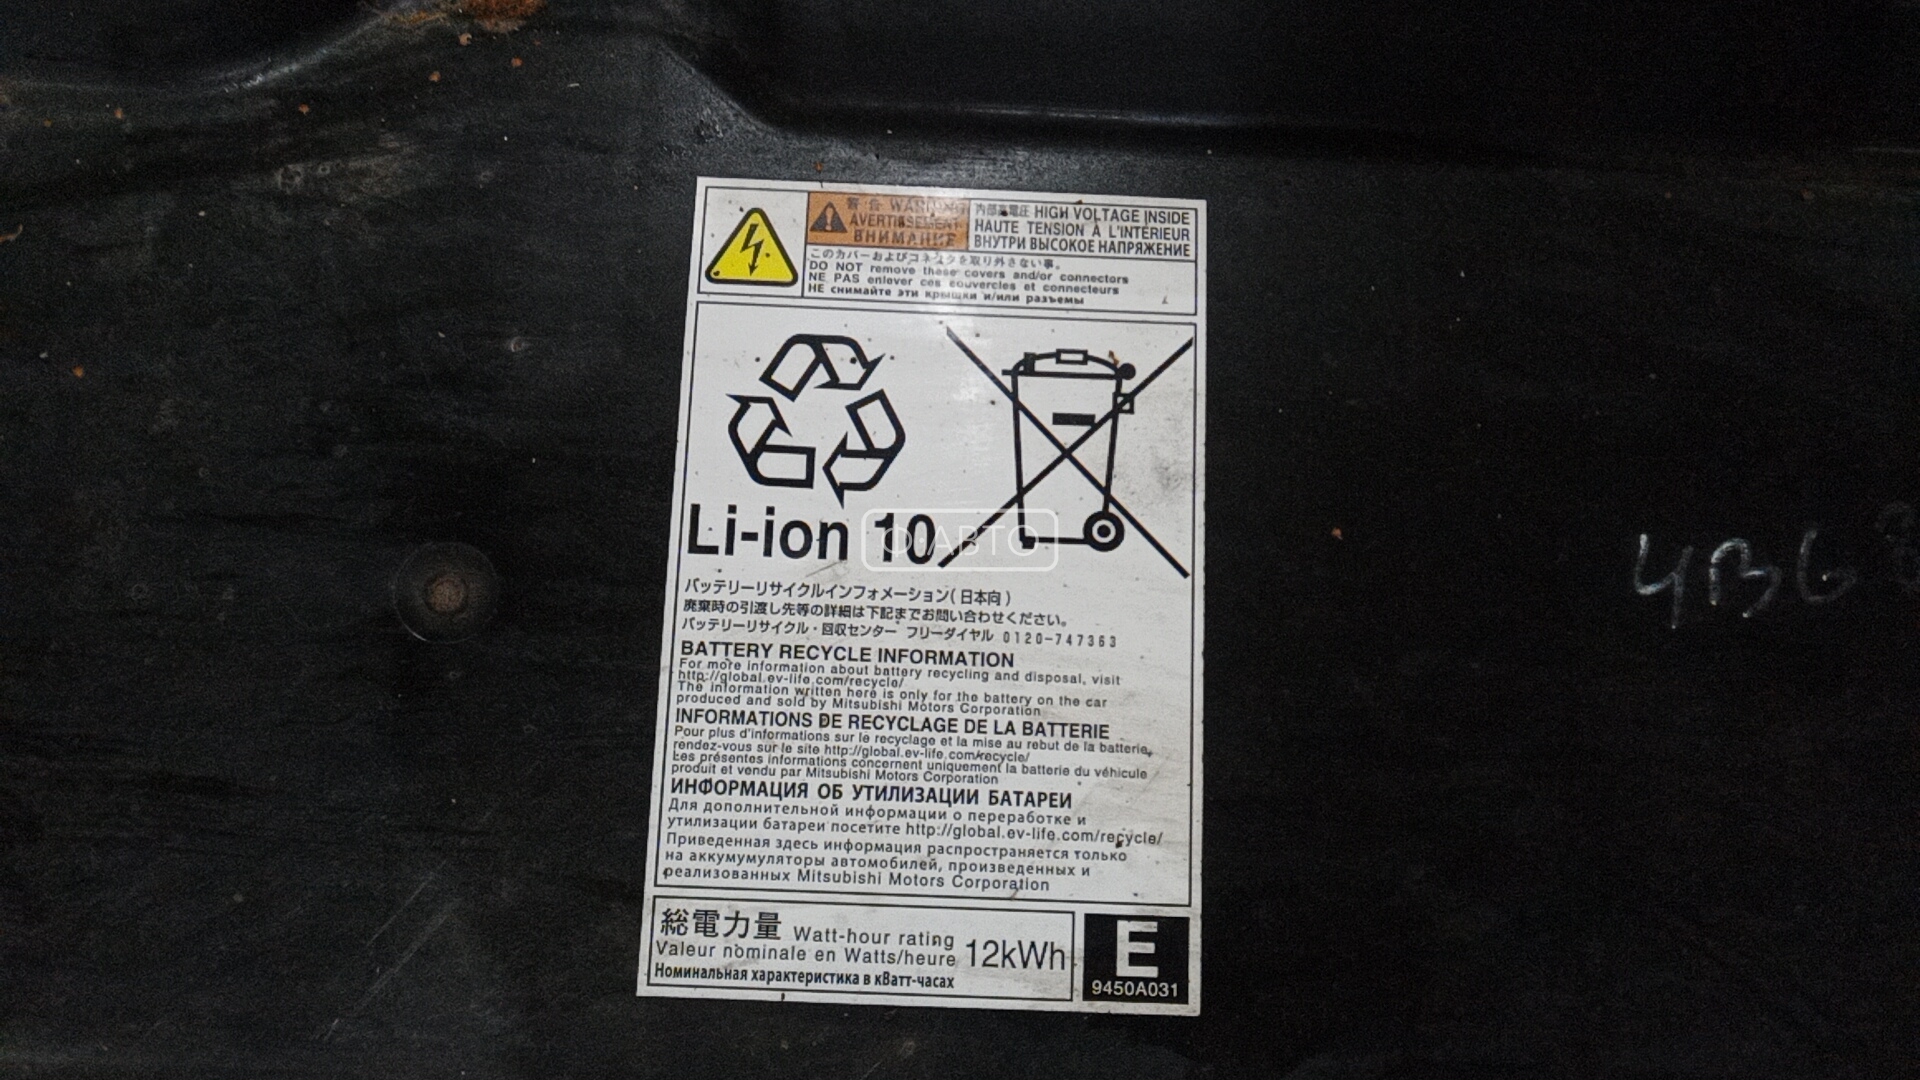 警告 WARNING
AVERTISSEMENT
ВНИМАНИЕ
内部高電圧 HIGH VOLTAGE INSIDE
HAUTE TENSION À L'INTERIEUR
ВНУТРИ ВЫСОКОЕ НАПРЯЖЕНИЕ
このカバーおよびコネクタを取り外さない事。
DO NOT remove these covers and/or connectors
NE PAS enlever ces couvercles et connecteurs
НЕ снимайте эти крышки и/или разъемы
Li-ion 10
Ф·АВТО
バッテリーリサイクルインフォメーション(日本向)
廃棄時の引渡し先等の詳細は下記までお問い合わせください。
バッテリーリサイクル・回収センター フリーダイヤル 0120-747363
BATTERY RECYCLE INFORMATION
For more information about battery recycling and disposal, visit
http://global.ev-life.com/recycle/
The information written here is only for the battery on the car
produced and sold by Mitsubishi Motors Corporation
INFORMATIONS DE RECYCLAGE DE LA BATTERIE
Pour plus d'informations sur le recyclage et la mise au rebut de la batterie,
rendez-vous sur le site http://global.ev-life.com/recycle/
Les présentes informations concernent uniquement la batterie du véhicule
produit et vendu par Mitsubishi Motors Corporation
ИНФОРМАЦИЯ ОБ УТИЛИЗАЦИИ БАТАРЕИ
Для дополнительной информации о переработке и
утилизации батареи посетите http://global.ev-life.com/recycle/
Приведенная здесь информация распространяется только
на аккумумуляторы автомобилей, произведенных и
реализованных Mitsubishi Motors Corporation
総電力量 Watt-hour rating
Valeur nominale en Watts/heure
Номинальная характеристика в кВатт-часах
12kWh
E
9450A031